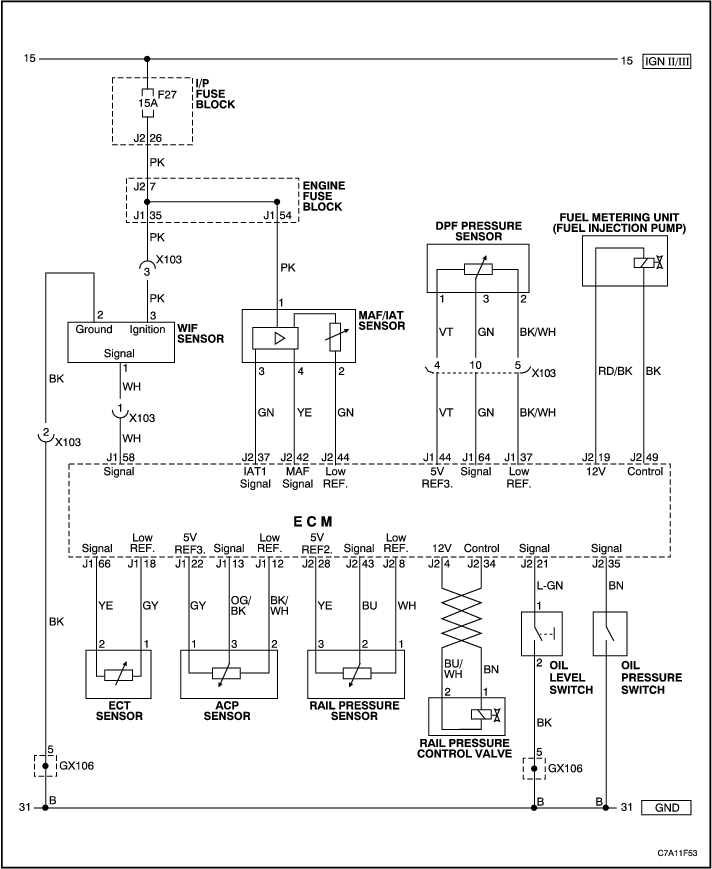 15
15 IGN II/III
I/P
FUSE
BLOCK
F27
15A
J2 26
PK
J2 7
ENGINE
FUSE
BLOCK
J1 35
J1 54
PK
X103
3
PK
PK
FUEL METERING UNIT
(FUEL INJECTION PUMP)
DPF PRESSURE
SENSOR
1 3 2
2 3
Ground Ignition
Signal
WIF
SENSOR
1
MAF/IAT
SENSOR
1
3 4 2
VT GN BK/WH
4 10 5 X103
RD/BK BK
BK
WH
1 X103
WH
2 X103
GN YE GN
VT GN BK/WH
J1 58
Signal
J2 37
IAT1
Signal
J2 42
MAF
Signal
J2 44
Low
REF.
J1 44
5V
REF3.
J1 64
Signal
J1 37
Low
REF.
J2 19
12V
J2 49
Control
ECM
Signal
J1 66
Low
REF.
J1 18
5V
REF3.
J1 22
Signal
J1 13
Low
REF.
J1 12
5V
REF2.
J2 28
Signal
J2 43
Low
REF.
J2 8
12V
J2 4
Control
J2 34
Signal
J2 21
Signal
J2 35
BK
YE GY
GY
OG/
BK
BK/
WH
YE BU WH
L-GN
BN
1
2 1
1 3 2
3 2 1
BU/
WH
BN
2 1
2
ECT
SENSOR
ACP
SENSOR
RAIL PRESSURE
SENSOR
RAIL PRESSURE
CONTROL VALVE
OIL
LEVEL
SWITCH
OIL
PRESSURE
SWITCH
BK
5
GX106
5
GX106
31 B
B
B
31 GND
C7A11F53